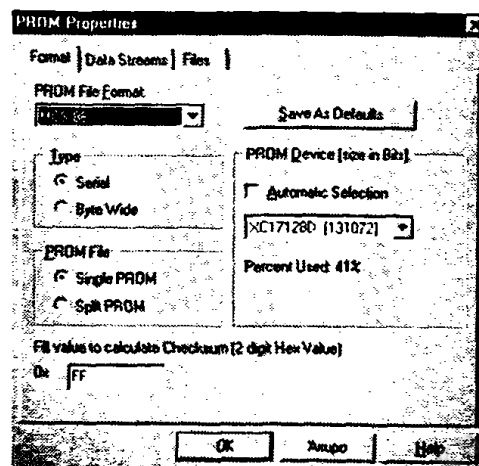 PROM Properties
Format Data Streams Files
PROM File Format
Save As Defaults
Type
Serial
Byte Wide
PROM Device [size in Bits]
Automatic Selection
XC17128D [131072]
Percent Used: 41%
PROM File
Single PROM
Split PROM
Fill value to calculate Checksum [2 digit Hex Value]
0x FF
OK Help